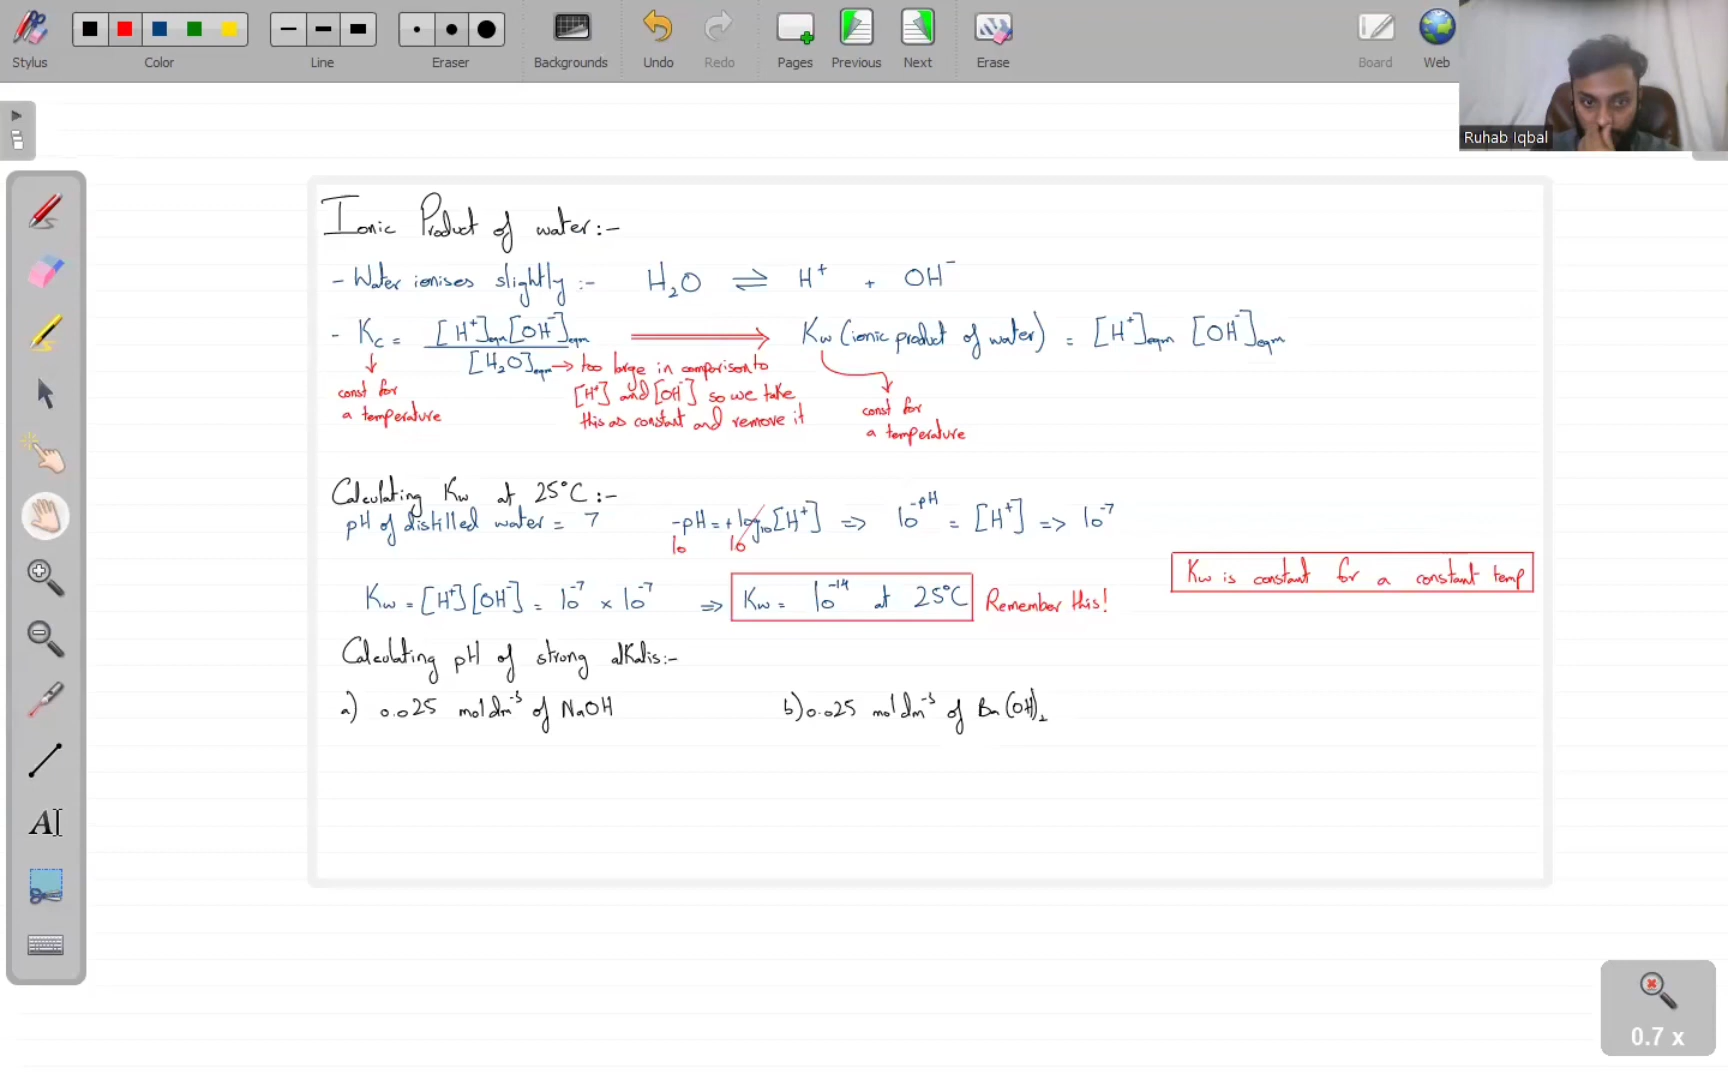 Stylus Color Line Eraser Backgrounds Undo Redo Pages Previous Next Erase Board Web
Ruhab Iqbal
Ionic Product of water:-
- Water ionises slightly :- H₂O ⇌ H⁺ + OH⁻
- Kc = [H⁺]eqm[OH⁻]eqm / [H₂O]eqm ⟹ Kw (ionic product of water) = [H⁺]eqm [OH⁻]eqm
→ too large in comparison to
[H⁺] and [OH⁻] so we take
this as constant and remove it
↓
const for
a temperature
const for
a temperature
Calculating Kw at 25°C :-
pH of distilled water = 7 -pH = + log₁₀[H⁺] => 10^-pH = [H⁺] => 10⁻⁷
10 10
Kw is constant for a constant temp
Kw = [H⁺][OH⁻] = 10⁻⁷ × 10⁻⁷ => Kw = 10⁻¹⁴ at 25°C Remember this!
Calculating pH of strong alkalis:-
a) 0.025 moldm⁻³ of NaOH b) 0.025 moldm⁻³ of Ba(OH)₂
0.7 x